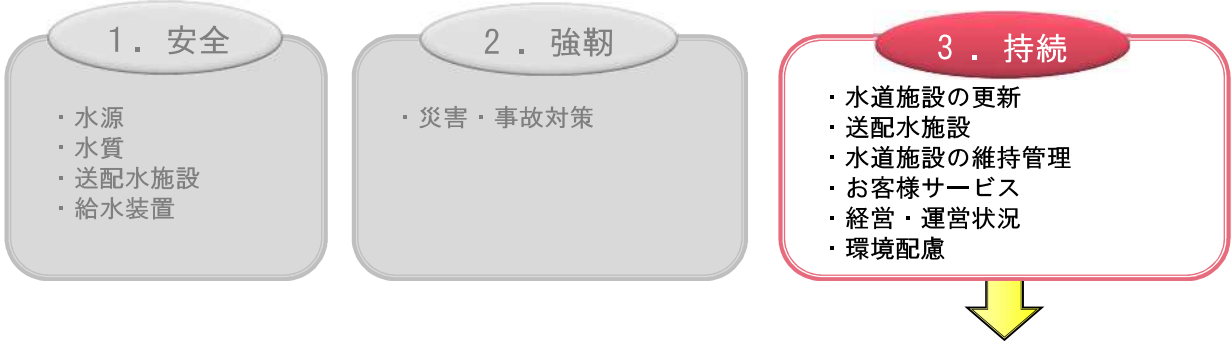 1．安全
・水源
・水質
・送配水施設
・給水装置
2．強靭
・災害・事故対策
3．持続
・水道施設の更新
・送配水施設
・水道施設の維持管理
・お客様サービス
・経営・運営状況
・環境配慮